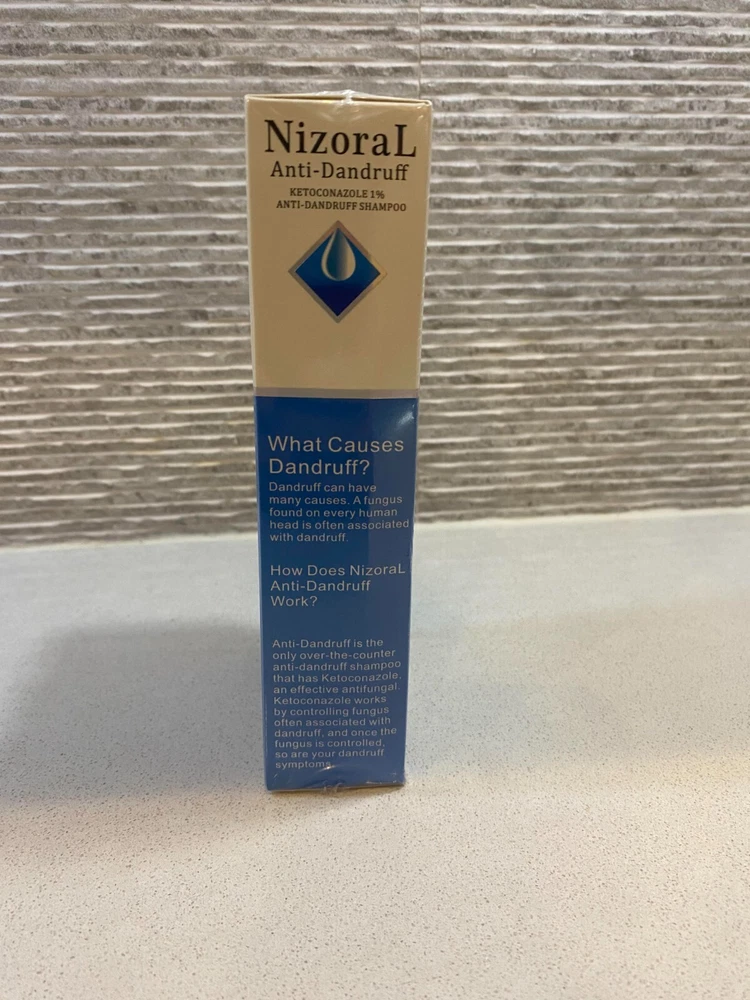 NizoraL
Anti-Dandruff
KETOCONAZOLE 1%
ANTI-DANDRUFF SHAMPOO
What Causes
Dandruff?
Dandruff can have
many causes. A fungus
found on every human
head is often associated
with dandruff.
How Does NizoraL
Anti-Dandruff
Work?
Anti-Dandruff is the
only over-the-counter
anti-dandruff shampoo
that has Ketoconazole,
an effective antifungal.
Ketoconazole works
by controlling fungus
often associated with
dandruff, and once the
fungus is controlled,
so are your dandruff
symptoms.